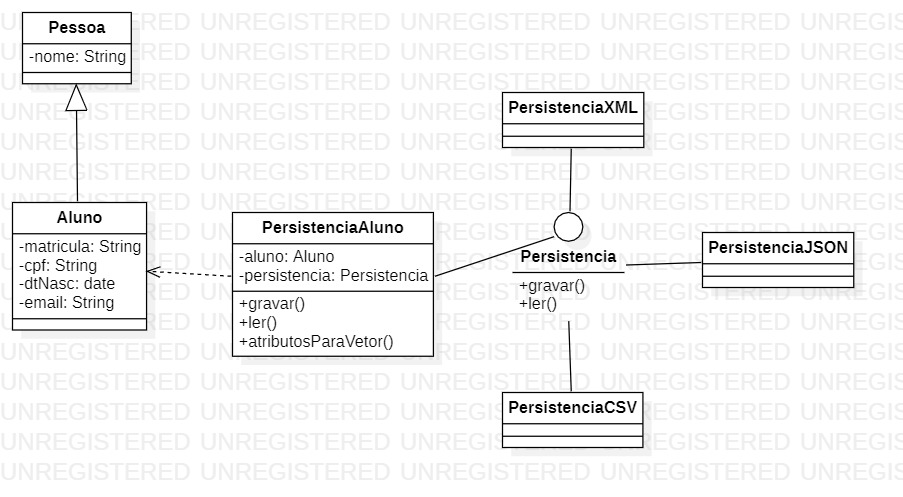 Pessoa
-nome: String
Aluno
-matricula: String
-cpf: String
-dtNasc: date
-email: String
PersistenciaAluno
-aluno: Aluno
-persistencia: Persistencia
+gravar()
+ler()
+atributosParaVetor()
PersistenciaXML
Persistencia
+gravar()
+ler()
PersistenciaJSON
PersistenciaCSV
UNREGISTERED UNREGISTERED UNREGISTERED UNREGISTERED